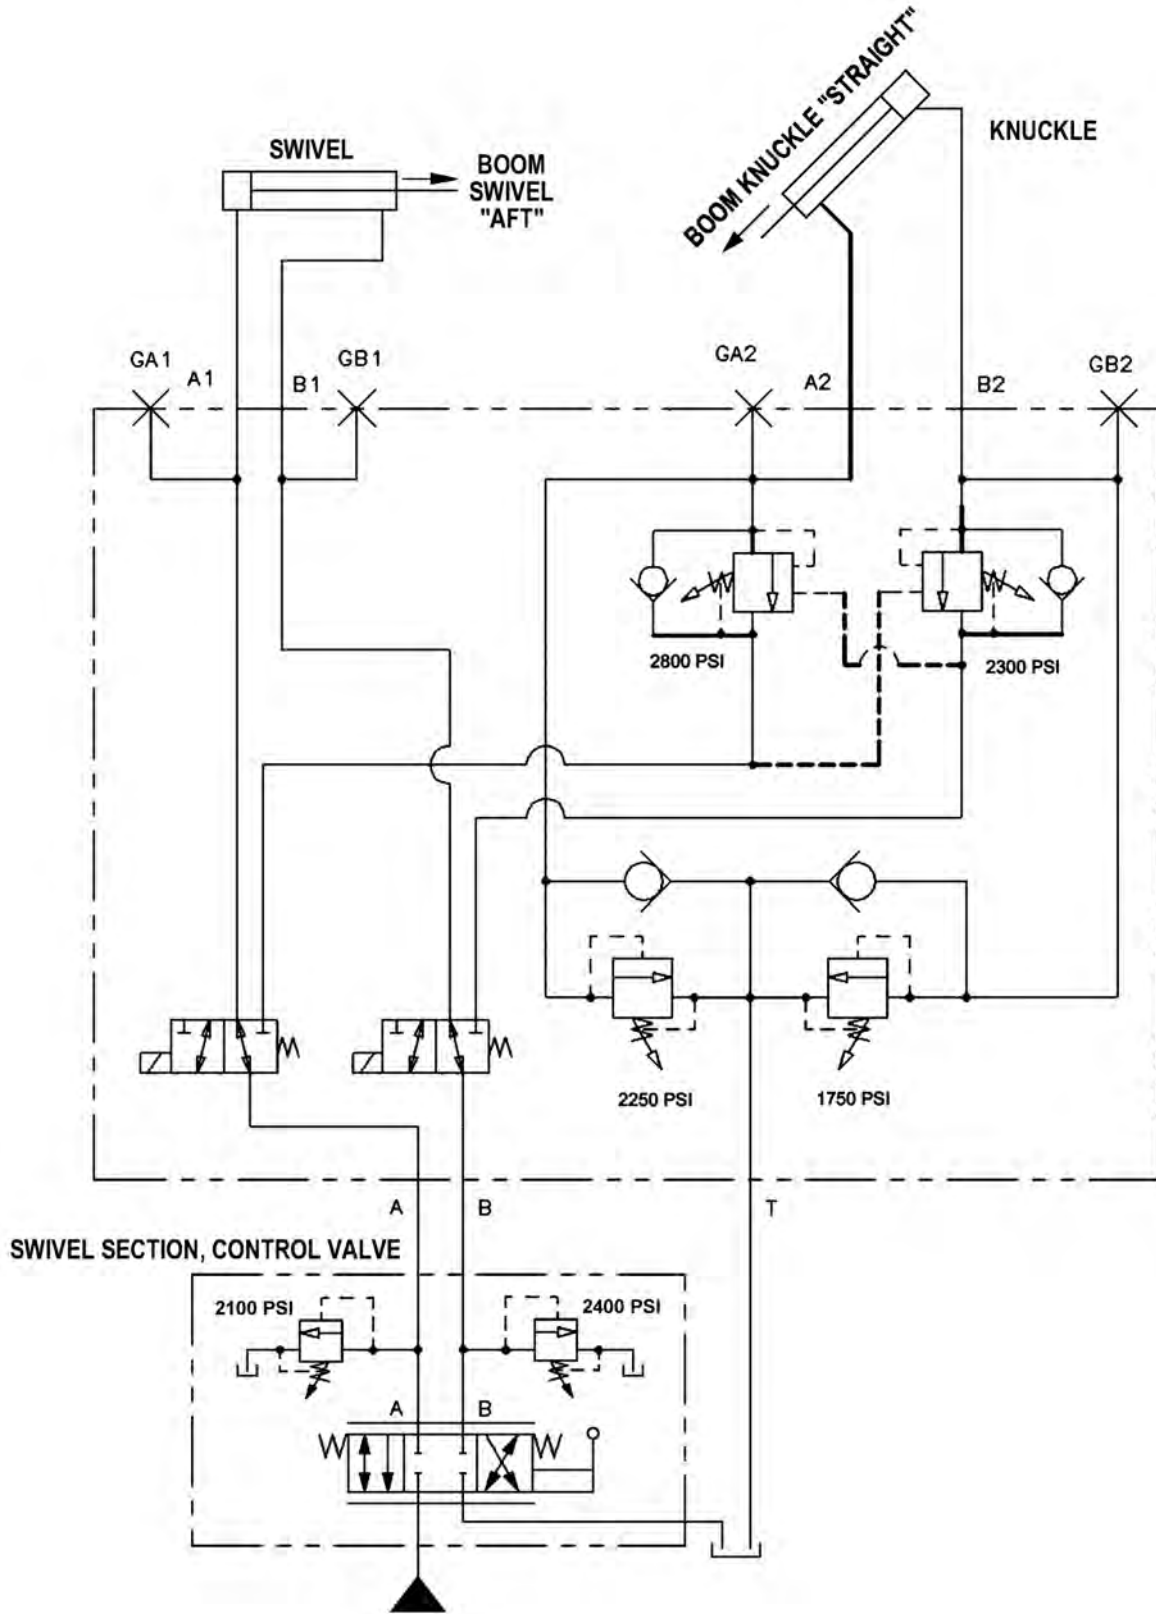 BOOM KNUCKLE "STRAIGHT"
KNUCKLE
SWIVEL
BOOM
SWIVEL
"AFT"
GA1
A1
B1
GB1
GA2
A2
B2
GB2
2800 PSI
2300 PSI
2250 PSI
1750 PSI
A
B
T
SWIVEL SECTION, CONTROL VALVE
2100 PSI
2400 PSI
A
B